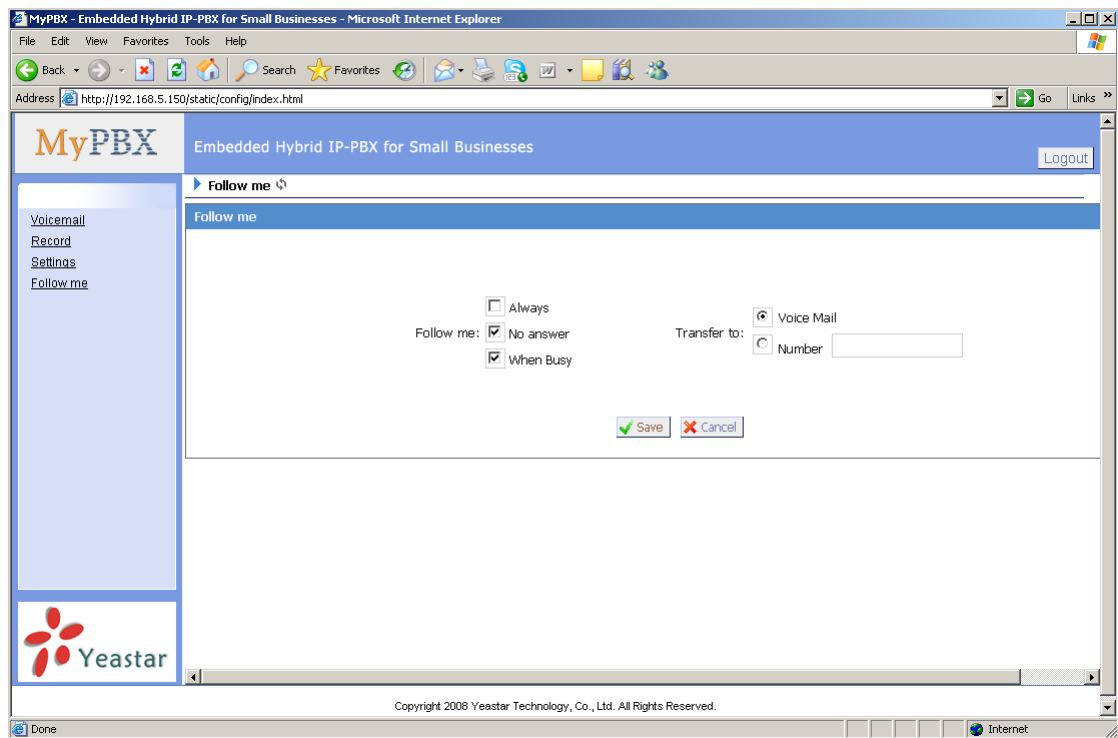 MyPBX - Embedded Hybrid IP-PBX for Small Businesses - Microsoft Internet Explorer
File Edit View Favorites Tools Help
Back Search Favorites
Address http://192.168.5.150/static/config/index.html Go Links »
MyPBX
Embedded Hybrid IP-PBX for Small Businesses
Logout
Follow me
Voicemail
Record
Settings
Follow me
Follow me
Follow me:
Always
No answer
When Busy
Transfer to:
Voice Mail
Number
Save Cancel
Yeastar
Copyright 2008 Yeastar Technology, Co., Ltd. All Rights Reserved.
Done Internet